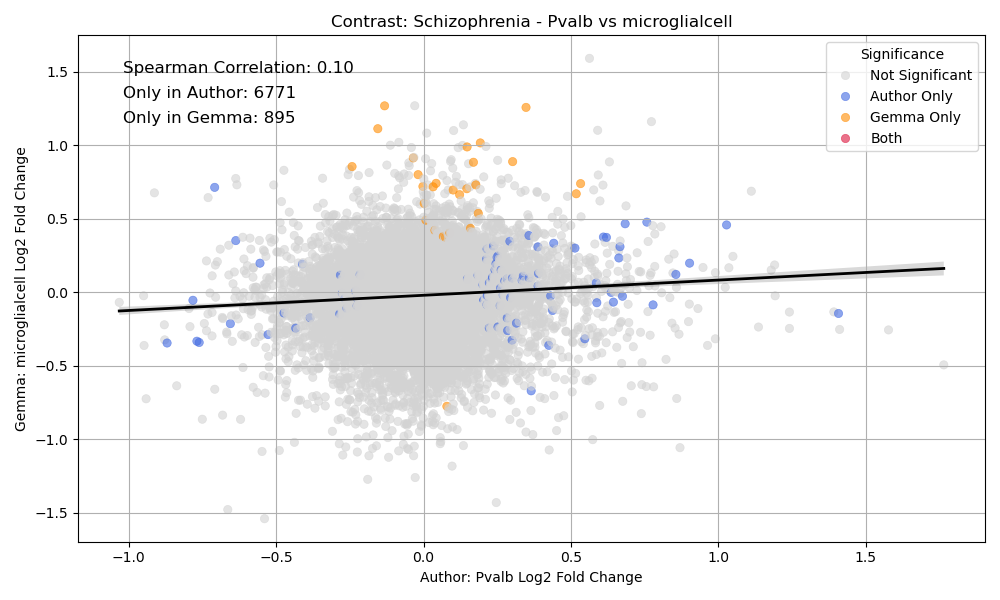 Contrast: Schizophrenia - Pvalb vs microglialcell
Spearman Correlation: 0.10
Only in Author: 6771
Only in Gemma: 895
Significance
Not Significant
Author Only
Gemma Only
Both
1.5
1.0
0.5
0.0
−0.5
−1.0
−1.5
Gemma: microglialcell Log2 Fold Change
−1.0
−0.5
0.0
0.5
1.0
1.5
Author: Pvalb Log2 Fold Change